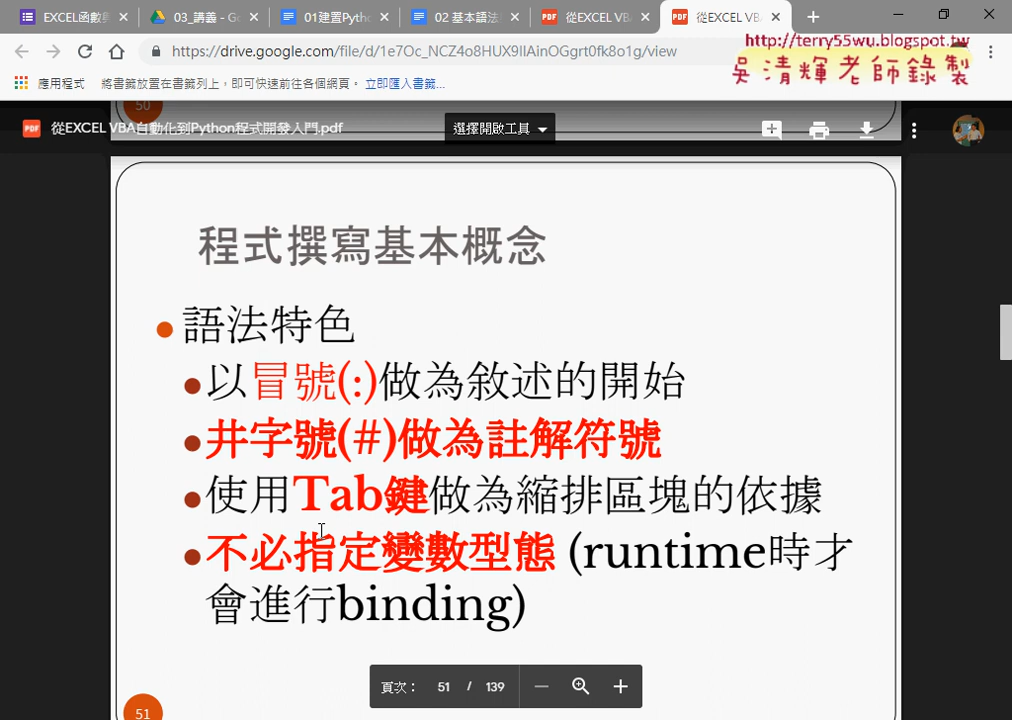 EXCEL函數
03_講義 - G
01建置Pyth
02 基本語法
從EXCEL VB
從EXCEL VBA
https://drive.google.com/file/d/1e7Oc_NCZ4o8HUX9IlAinOGgrt0fk8o1g/view
http://terry55wu.blogspot.tw
吳清輝老師錄製
應用程式
將書籤放置在書籤列上，即可快速前往各個網頁。 立即匯入書籤...
50
PDF 從EXCEL VBA自動化到Python程式開發入門.pdf
選擇開啟工具
程式撰寫基本概念
語法特色
以冒號(:)做為敘述的開始
井字號(#)做為註解符號
使用Tab鍵做為縮排區塊的依據
不必指定變數型態 (runtime時才
會進行binding)
頁次： 51 / 139
51